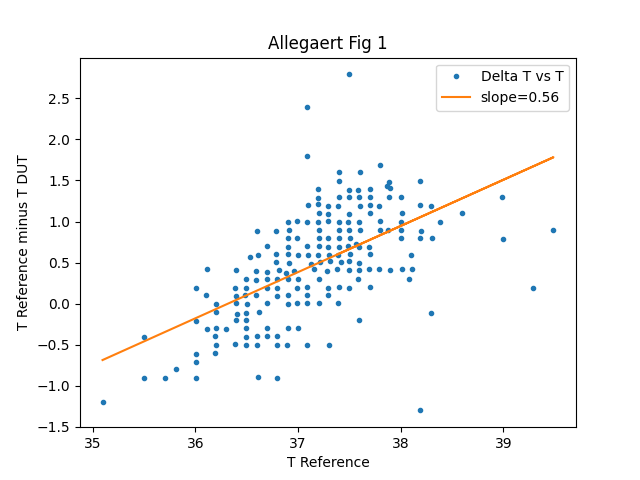 Allegaert Fig 1
Delta T vs T
slope=0.56
T Reference minus T DUT
2.5
2.0
1.5
1.0
0.5
0.0
−0.5
−1.0
−1.5
35 36 37 38 39
T Reference